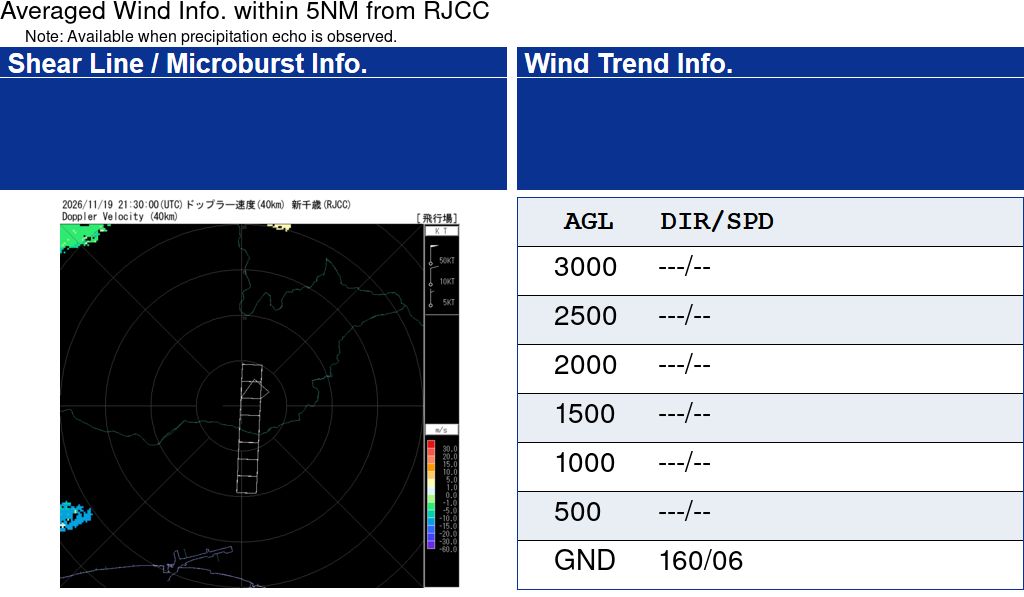 Averaged Wind Info. within 5NM from RJCC
Note: Available when precipitation echo is observed.
Shear Line / Microburst Info.
Wind Trend Info.
2026/11/19 21:30:00(UTC) ドップラー速度(40km) 新千歳(RJCC)
Doppler Velocity (40km)
[飛行場]
K T
50KT
10KT
5KT
m/s
30.0
20.0
15.0
10.0
5.0
1.0
0.0
-1.0
-5.0
-10.0
-15.0
-20.0
-30.0
-60.0
AGL DIR/SPD
3000 ---/--
2500 ---/--
2000 ---/--
1500 ---/--
1000 ---/--
500 ---/--
GND 160/06